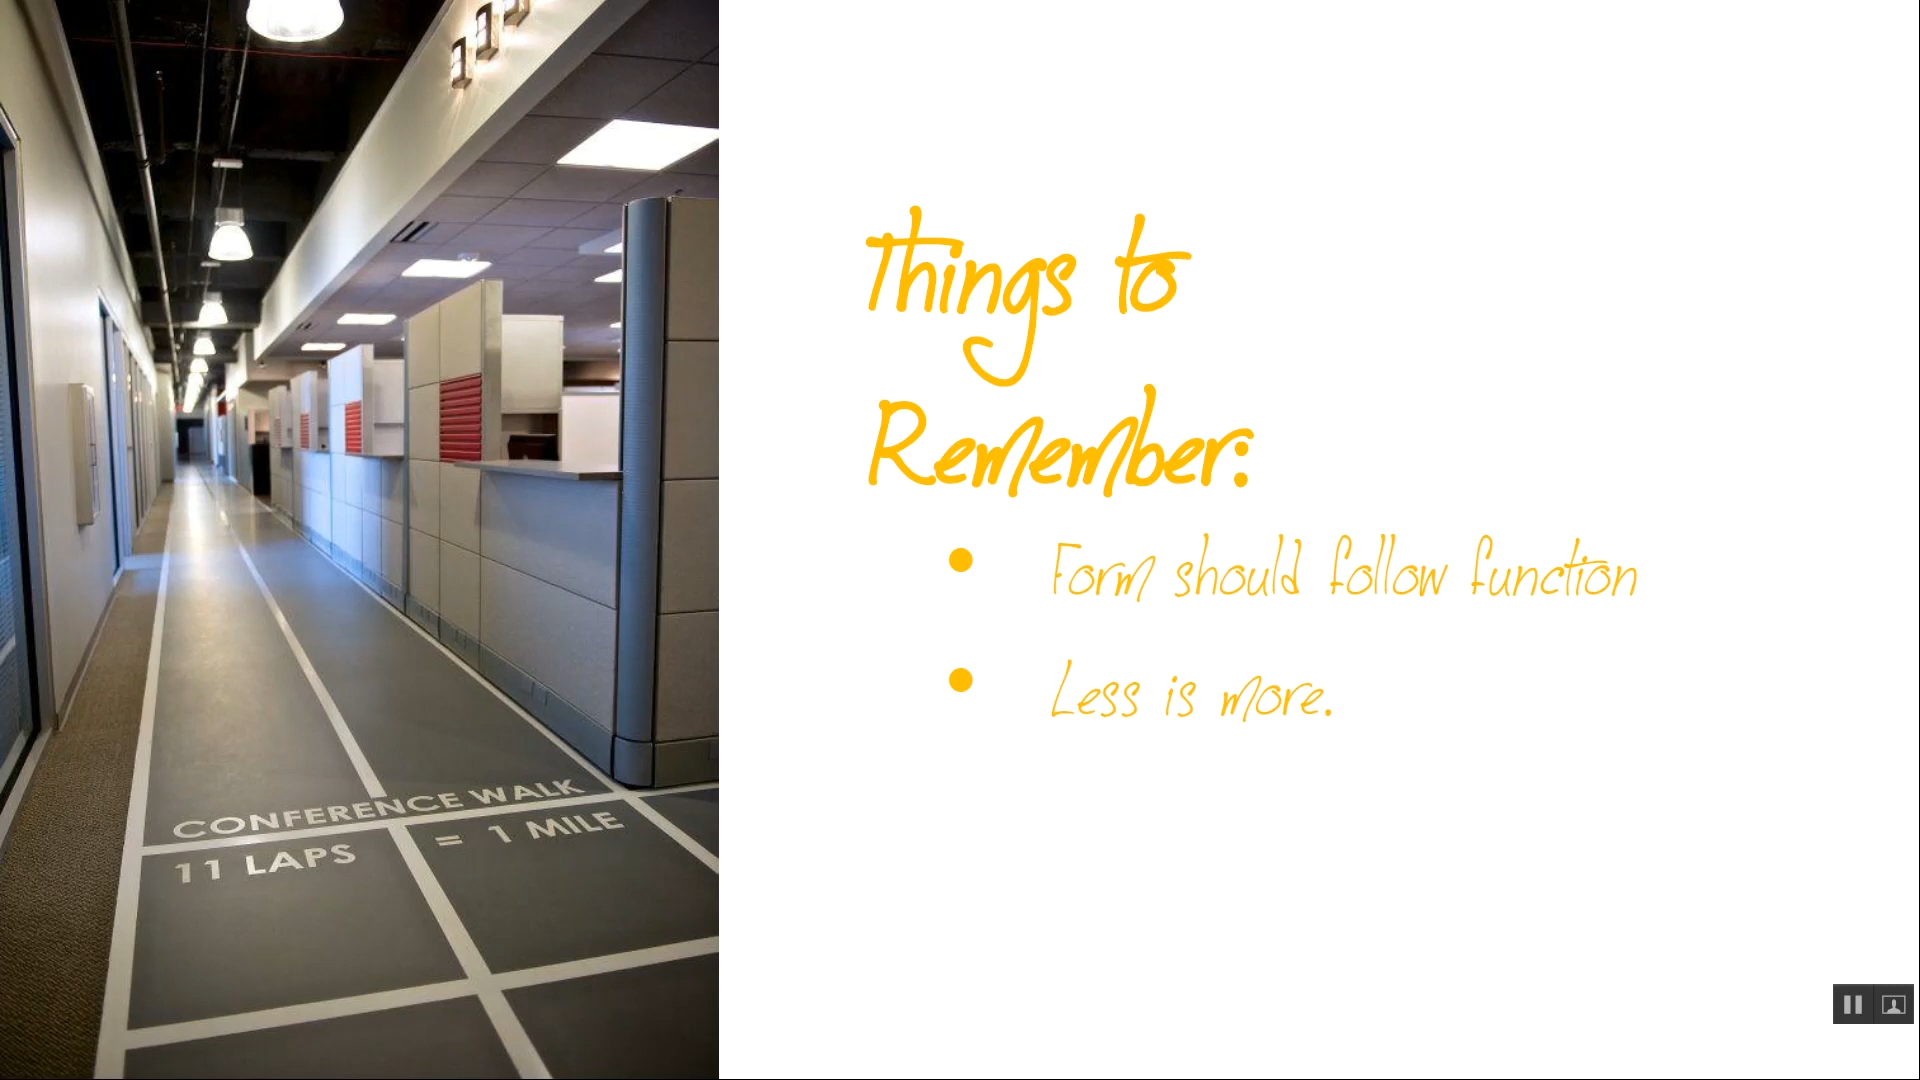 Things to
Remember:
• Form should follow function
• Less is more.
CONFERENCE WALK
11 LAPS = 1 MILE